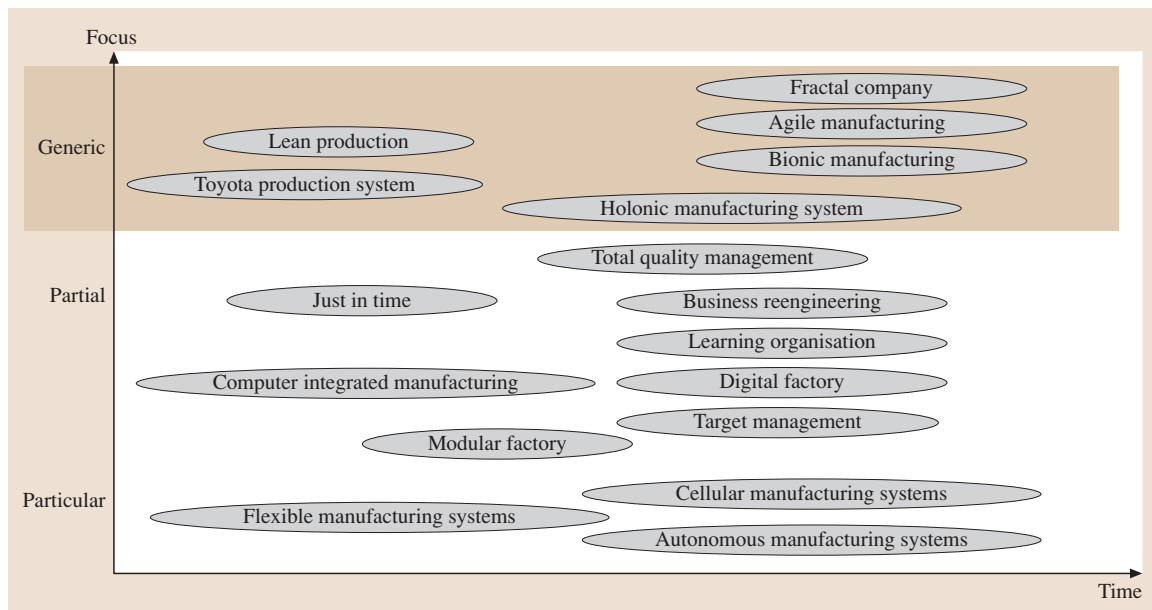 Focus
Fractal company
Agile manufacturing
Lean production
Generic
Bionic manufacturing
Toyota production system
Holonic manufacturing system
Total quality management
Partial
Just in time
Business reengineering
Learning organisation
Computer integrated manufacturing
Digital factory
Target management
Modular factory
Particular
Cellular manufacturing systems
Flexible manufacturing systems
Autonomous manufacturing systems
Time